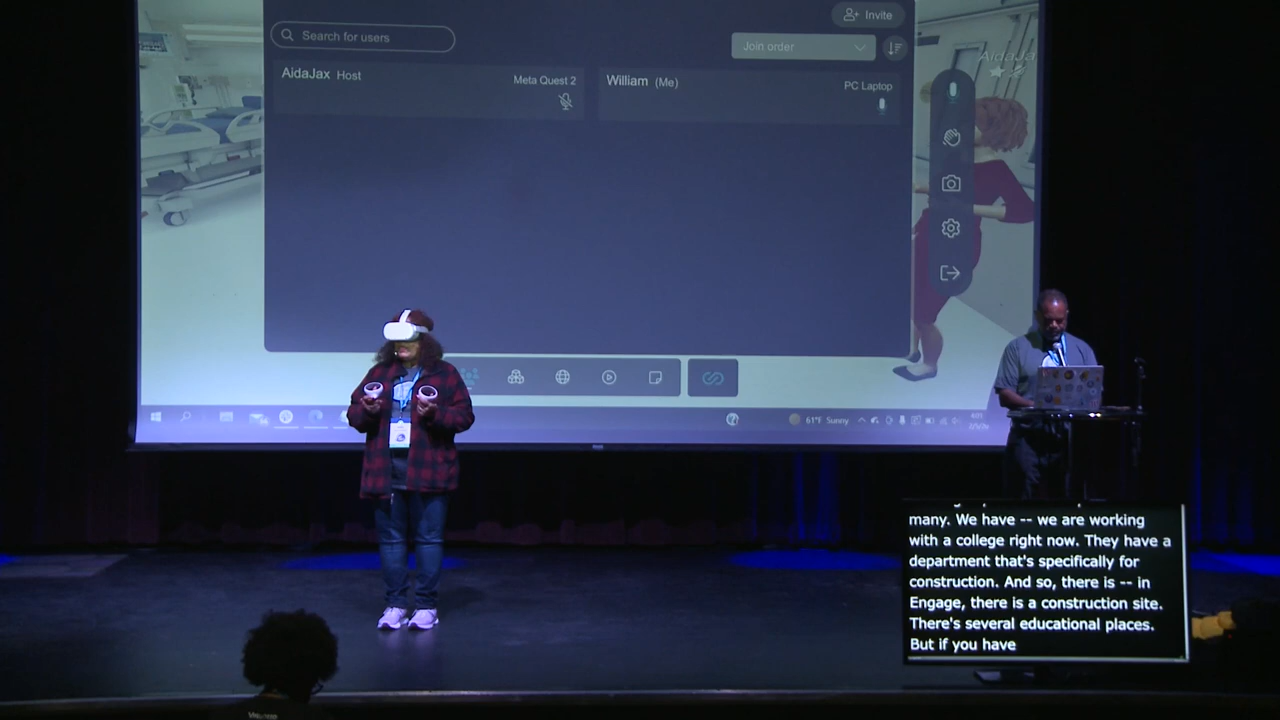 Invite
Search for users
Join order
AidaJax Host
Meta Quest 2
William (Me)
PC Laptop
AidaJa
61°F Sunny
many. We have -- we are working
with a college right now. They have a
department that's specifically for
construction. And so, there is -- in
Engage, there is a construction site.
There's several educational places.
But if you have